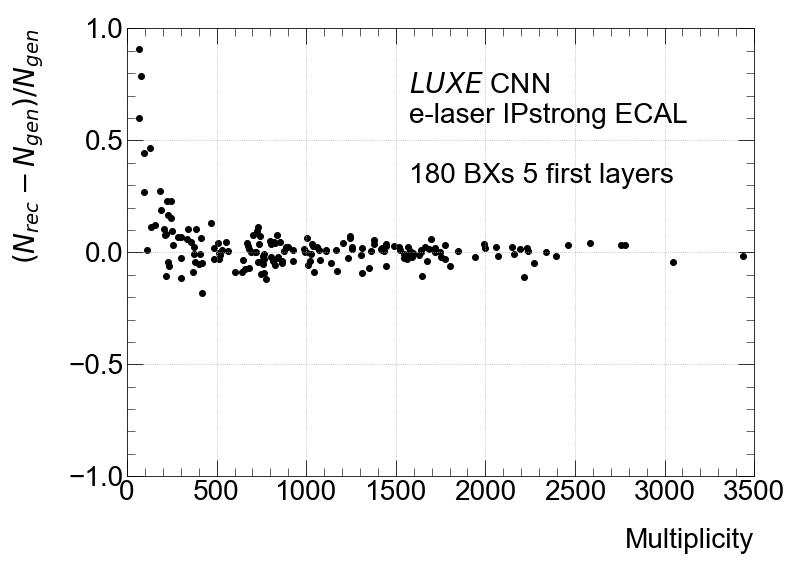 (N_rec − N_gen)/N_gen
1.0
0.5
0.0
−0.5
−1.0
LUXE CNN
e-laser IPstrong ECAL
180 BXs 5 first layers
0 500 1000 1500 2000 2500 3000 3500
Multiplicity